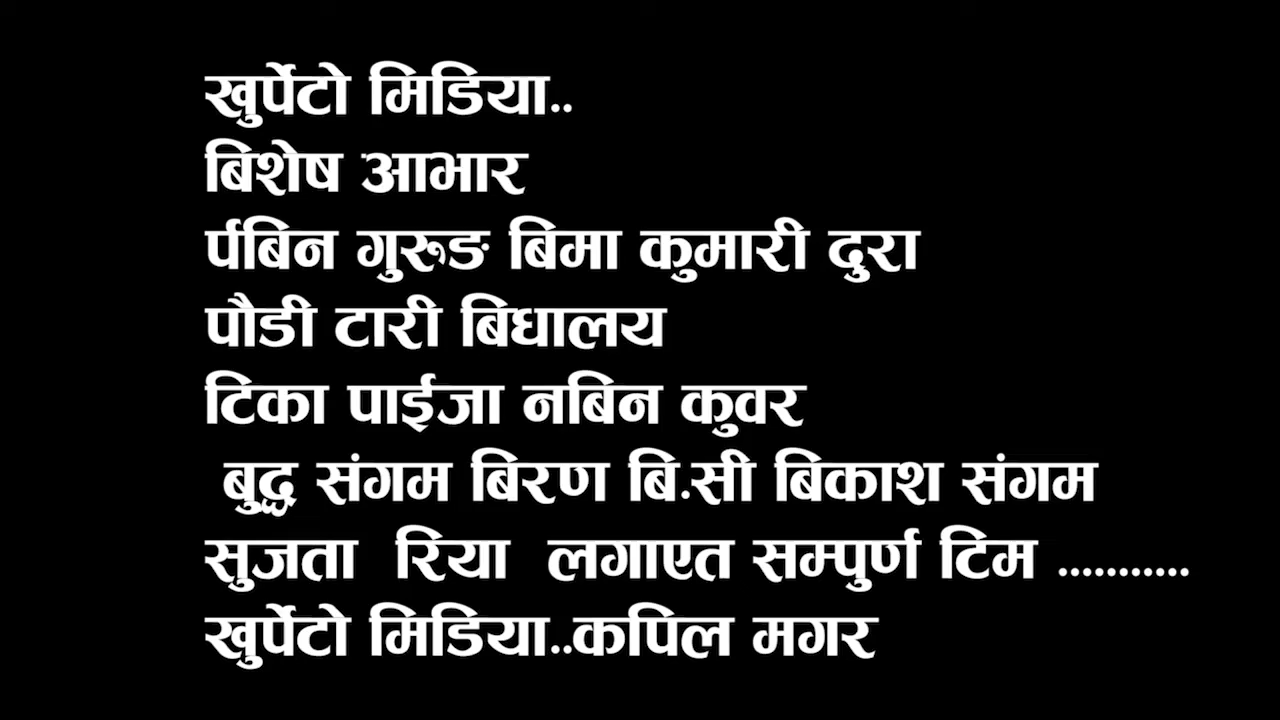 खुर्पेटो मिडिया..
बिशेष आभार
र्पबिन गुरुङ बिमा कुमारी दुरा
पौडी टारी बिधालय
टिका पाईजा नबिन कुवर
बुद्ध संगम बिरण बि.सी बिकाश संगम
सुजता रिया लगाएत सम्पुर्ण टिम ...........
खुर्पेटो मिडिया..कपिल मगर